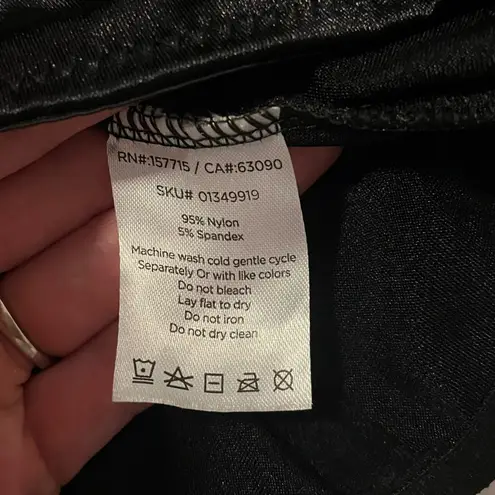 RN#:157715 / CA#:63090
SKU# 01349919
95% Nylon
5% Spandex
Machine wash cold gentle cycle
Separately Or with like colors
Do not bleach
Lay flat to dry
Do not iron
Do not dry clean